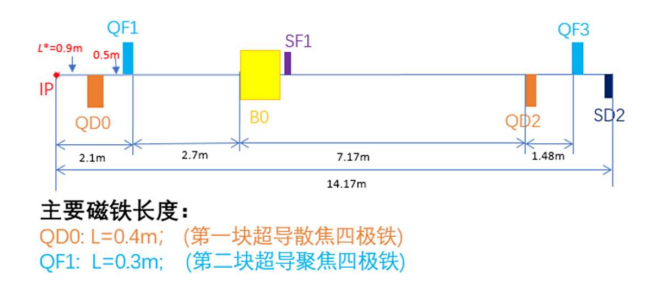 QF1
QF3
L*=0.9m
0.5m
SF1
IP
QD0
B0
QD2
SD2
2.1m
2.7m
7.17m
1.48m
14.17m
主要磁铁长度：
QD0: L=0.4m; (第一块超导散焦四极铁)
QF1: L=0.3m; (第二块超导聚焦四极铁)